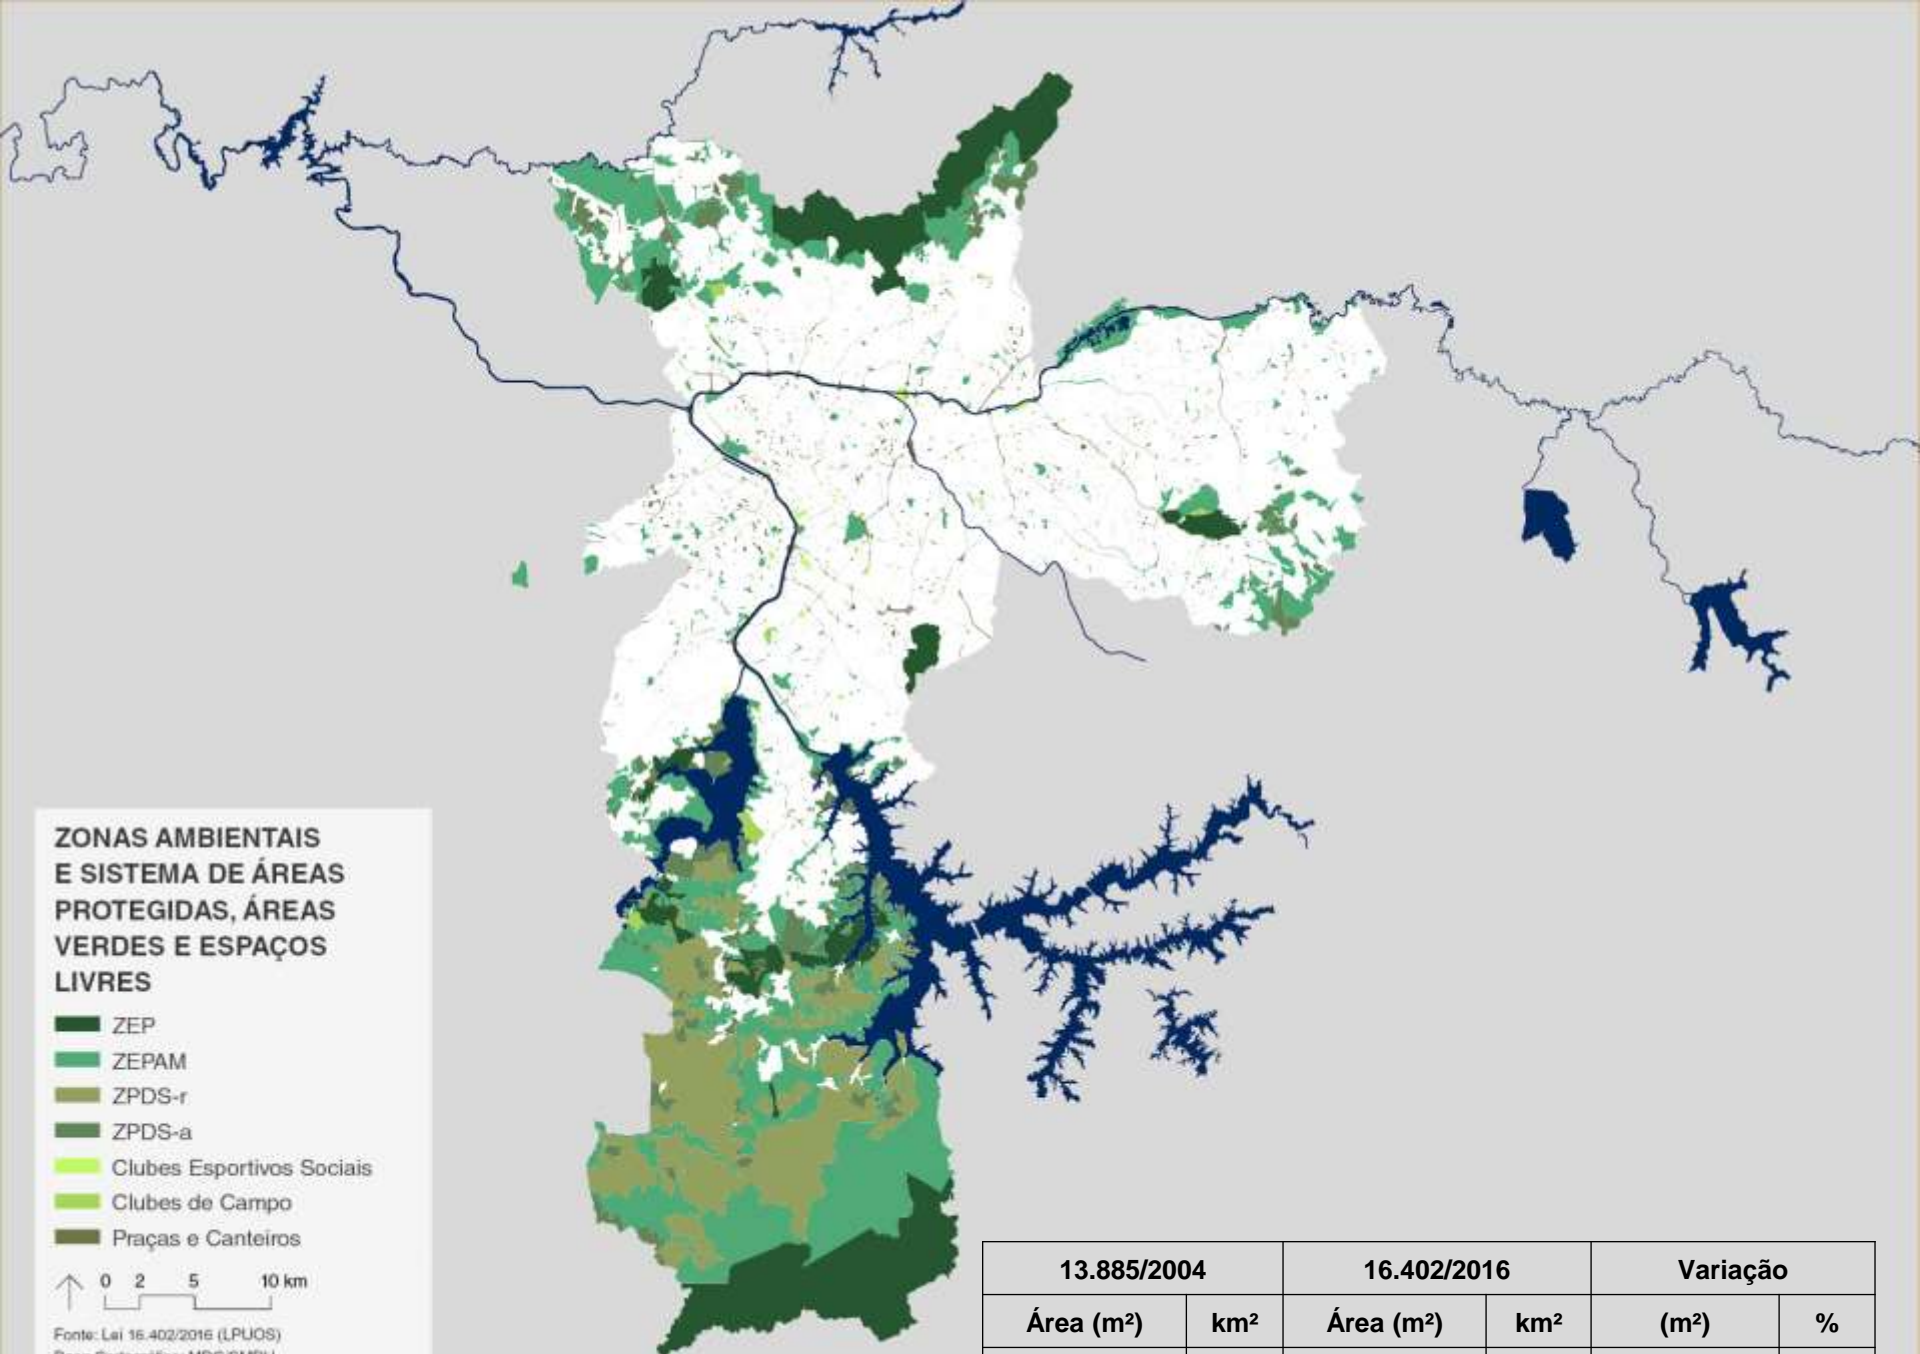 ZONAS AMBIENTAIS
E SISTEMA DE ÁREAS
PROTEGIDAS, ÁREAS
VERDES E ESPAÇOS
LIVRES
ZEP
ZEPAM
ZPDS-r
ZPDS-a
Clubes Esportivos Sociais
Clubes de Campo
Praças e Canteiros
0 2 5 10 km
Fonte: Lei 16.402/2016 (LPUOS)
13.885/2004 16.402/2016 Variação
Área (m²) km² Área (m²) km² (m²) %